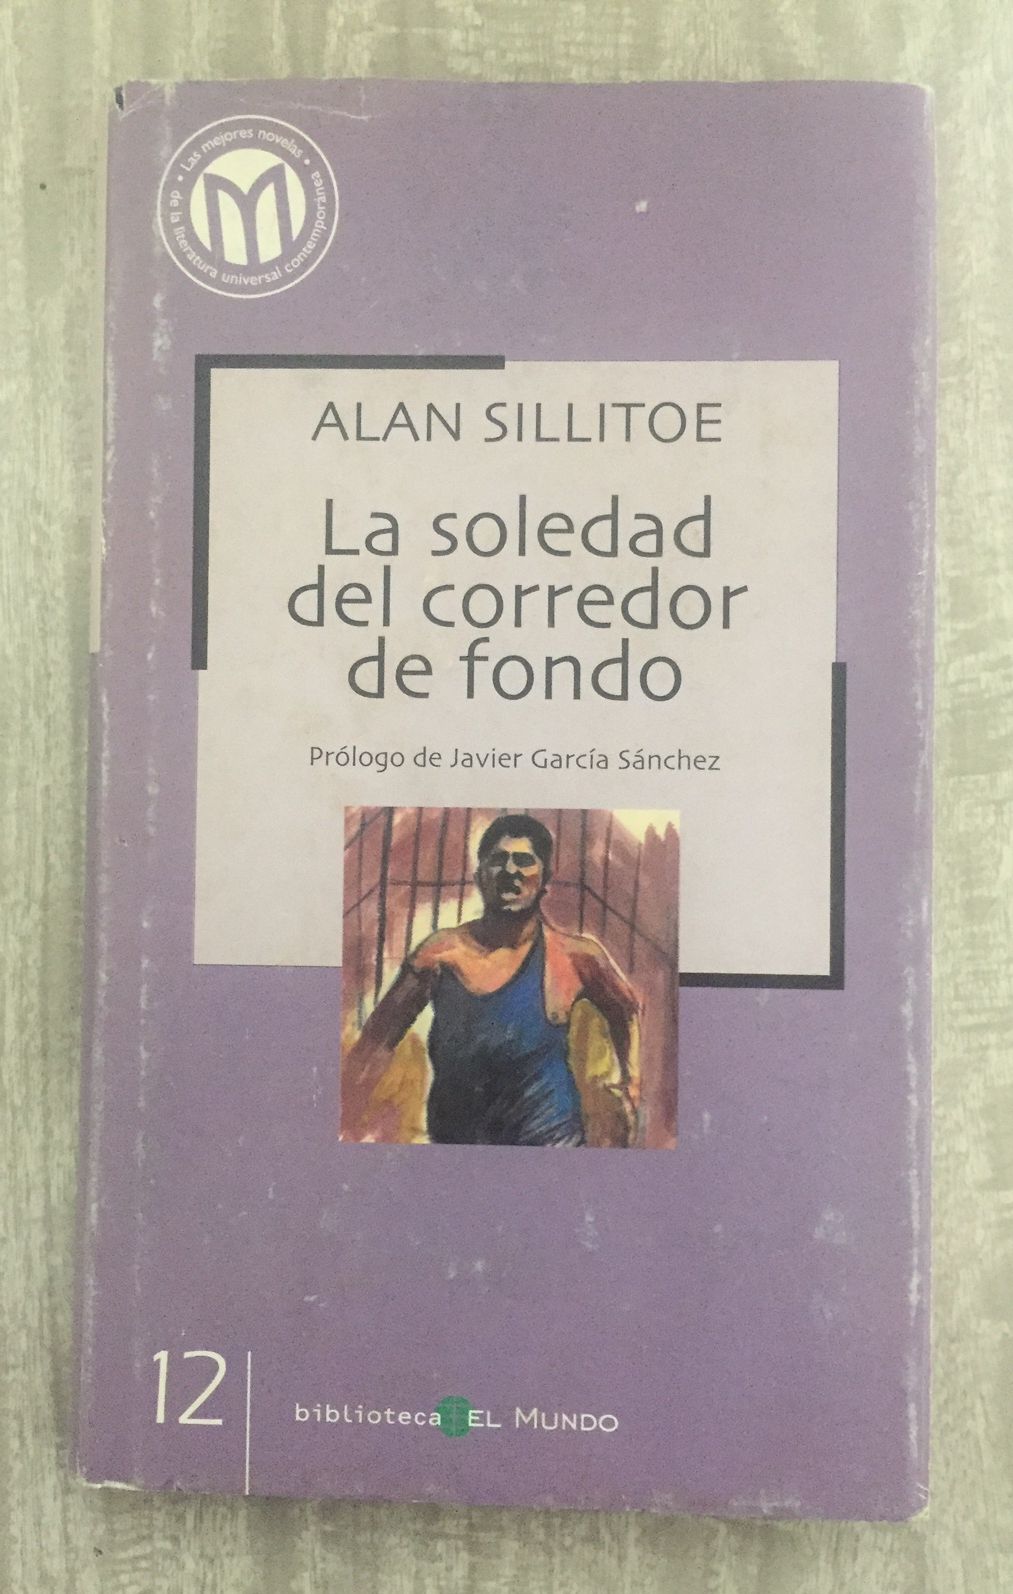 • Las mejores novelas •
de la literatura universal contemporánea
M
ALAN SILLITOE
La soledad
del corredor
de fondo
Prólogo de Javier García Sánchez
12
biblioteca EL MUNDO